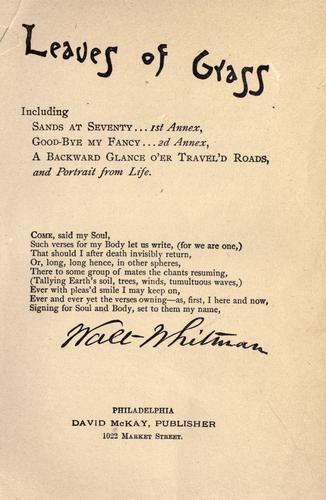 Leaves of Grass
Including
SANDS AT SEVENTY...1st Annex,
GOOD-BYE MY FANCY...2d Annex,
A BACKWARD GLANCE O'ER TRAVEL'D ROADS,
and Portrait from Life.
COME, said my Soul,
Such verses for my Body let us write, (for we are one,)
That should I after death invisibly return,
Or, long, long hence, in other spheres,
There to some group of mates the chants resuming,
(Tallying Earth's soil, trees, winds, tumultuous waves,)
Ever with pleas'd smile I may keep on,
Ever and ever yet the verses owning—as, first, I here and now,
Signing for Soul and Body, set to them my name,
Walt Whitman
PHILADELPHIA
DAVID McKAY, PUBLISHER
1022 MARKET STREET.